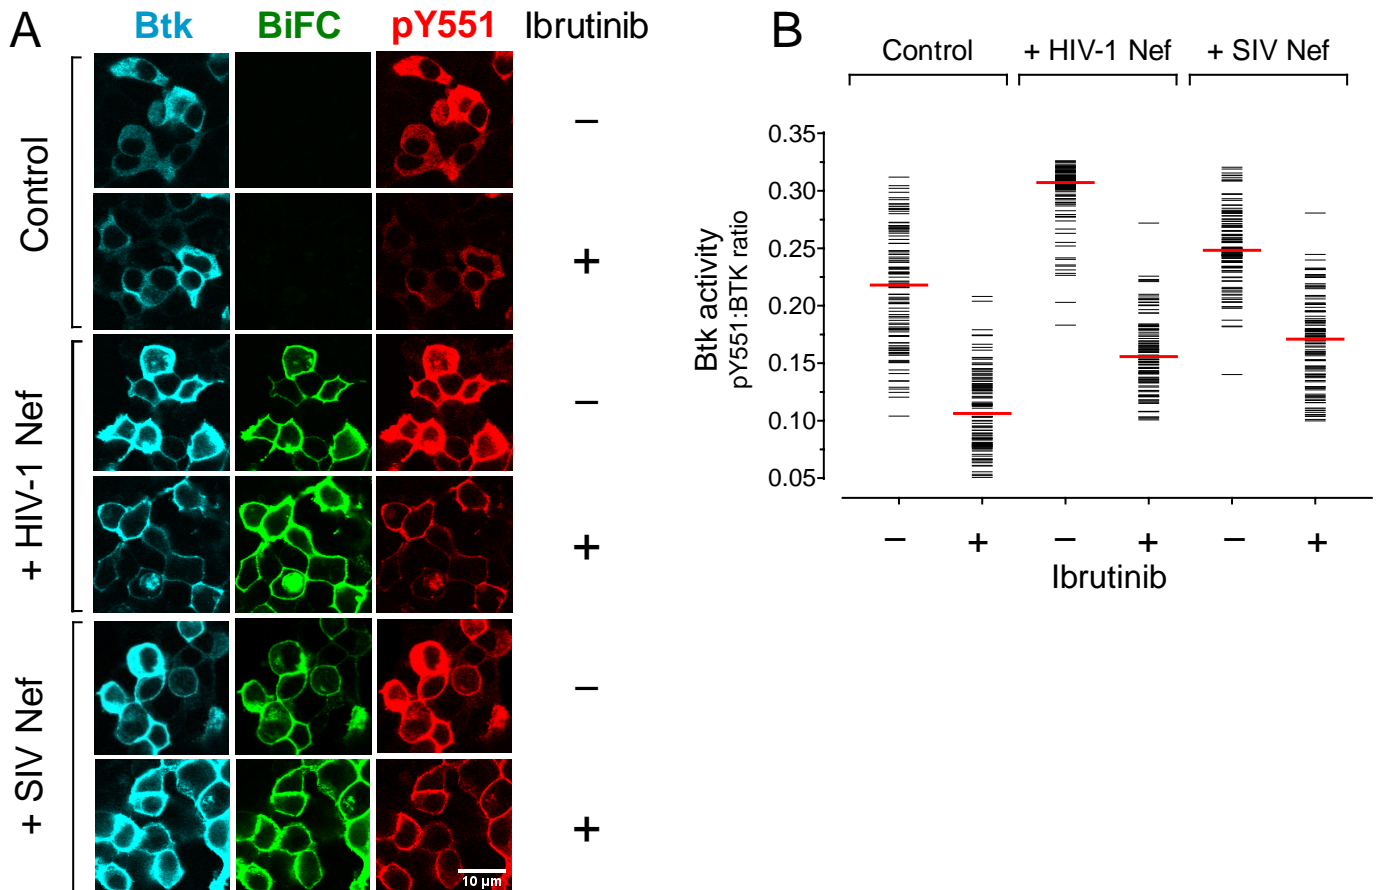 A
Btk BiFC pY551 Ibrutinib
Control
−
+
+ HIV-1 Nef
−
+
+ SIV Nef
−
+
10 µm
B
Control + HIV-1 Nef + SIV Nef
Btk activity
pY551:BTK ratio
0.35
0.30
0.25
0.20
0.15
0.10
0.05
− + − + − +
Ibrutinib